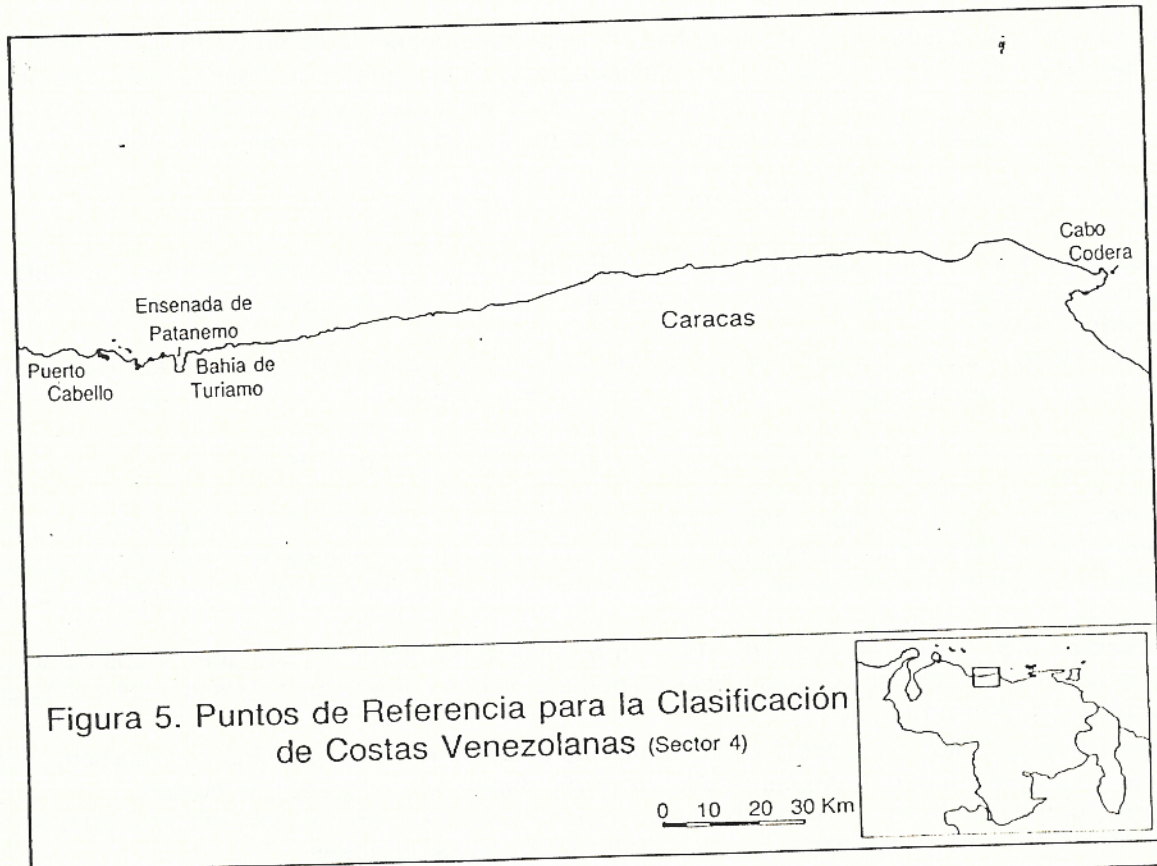 Cabo
Codera
Ensenada de
Patanemo
Caracas
Puerto
Cabello
Bahia de
Turiamo
Figura 5. Puntos de Referencia para la Clasificación
de Costas Venezolanas (Sector 4)
0 10 20 30 Km